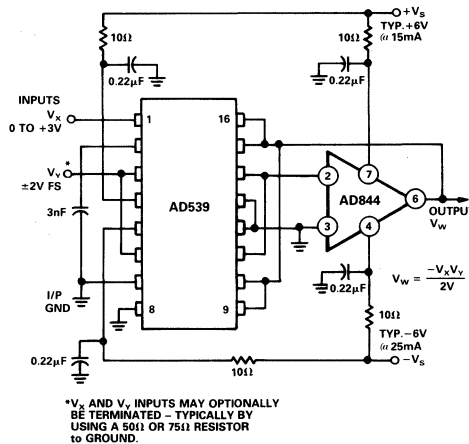 +VS
TYP. +6V
@ 15mA
10Ω
10Ω
0.22µF
0.22µF
INPUTS
VX
0 TO +3V
1
16
VY*
±2V FS
AD539
2
7
AD844
6
OUTPUT
VW
3
4
3nF
I/P
GND
8
9
0.22µF
VW = −VXVY
2V
10Ω
TYP. −6V
@ 25mA
0.22µF
10Ω
−VS
*VX AND VY INPUTS MAY OPTIONALLY
BE TERMINATED – TYPICALLY BY
USING A 50Ω OR 75Ω RESISTOR
to GROUND.